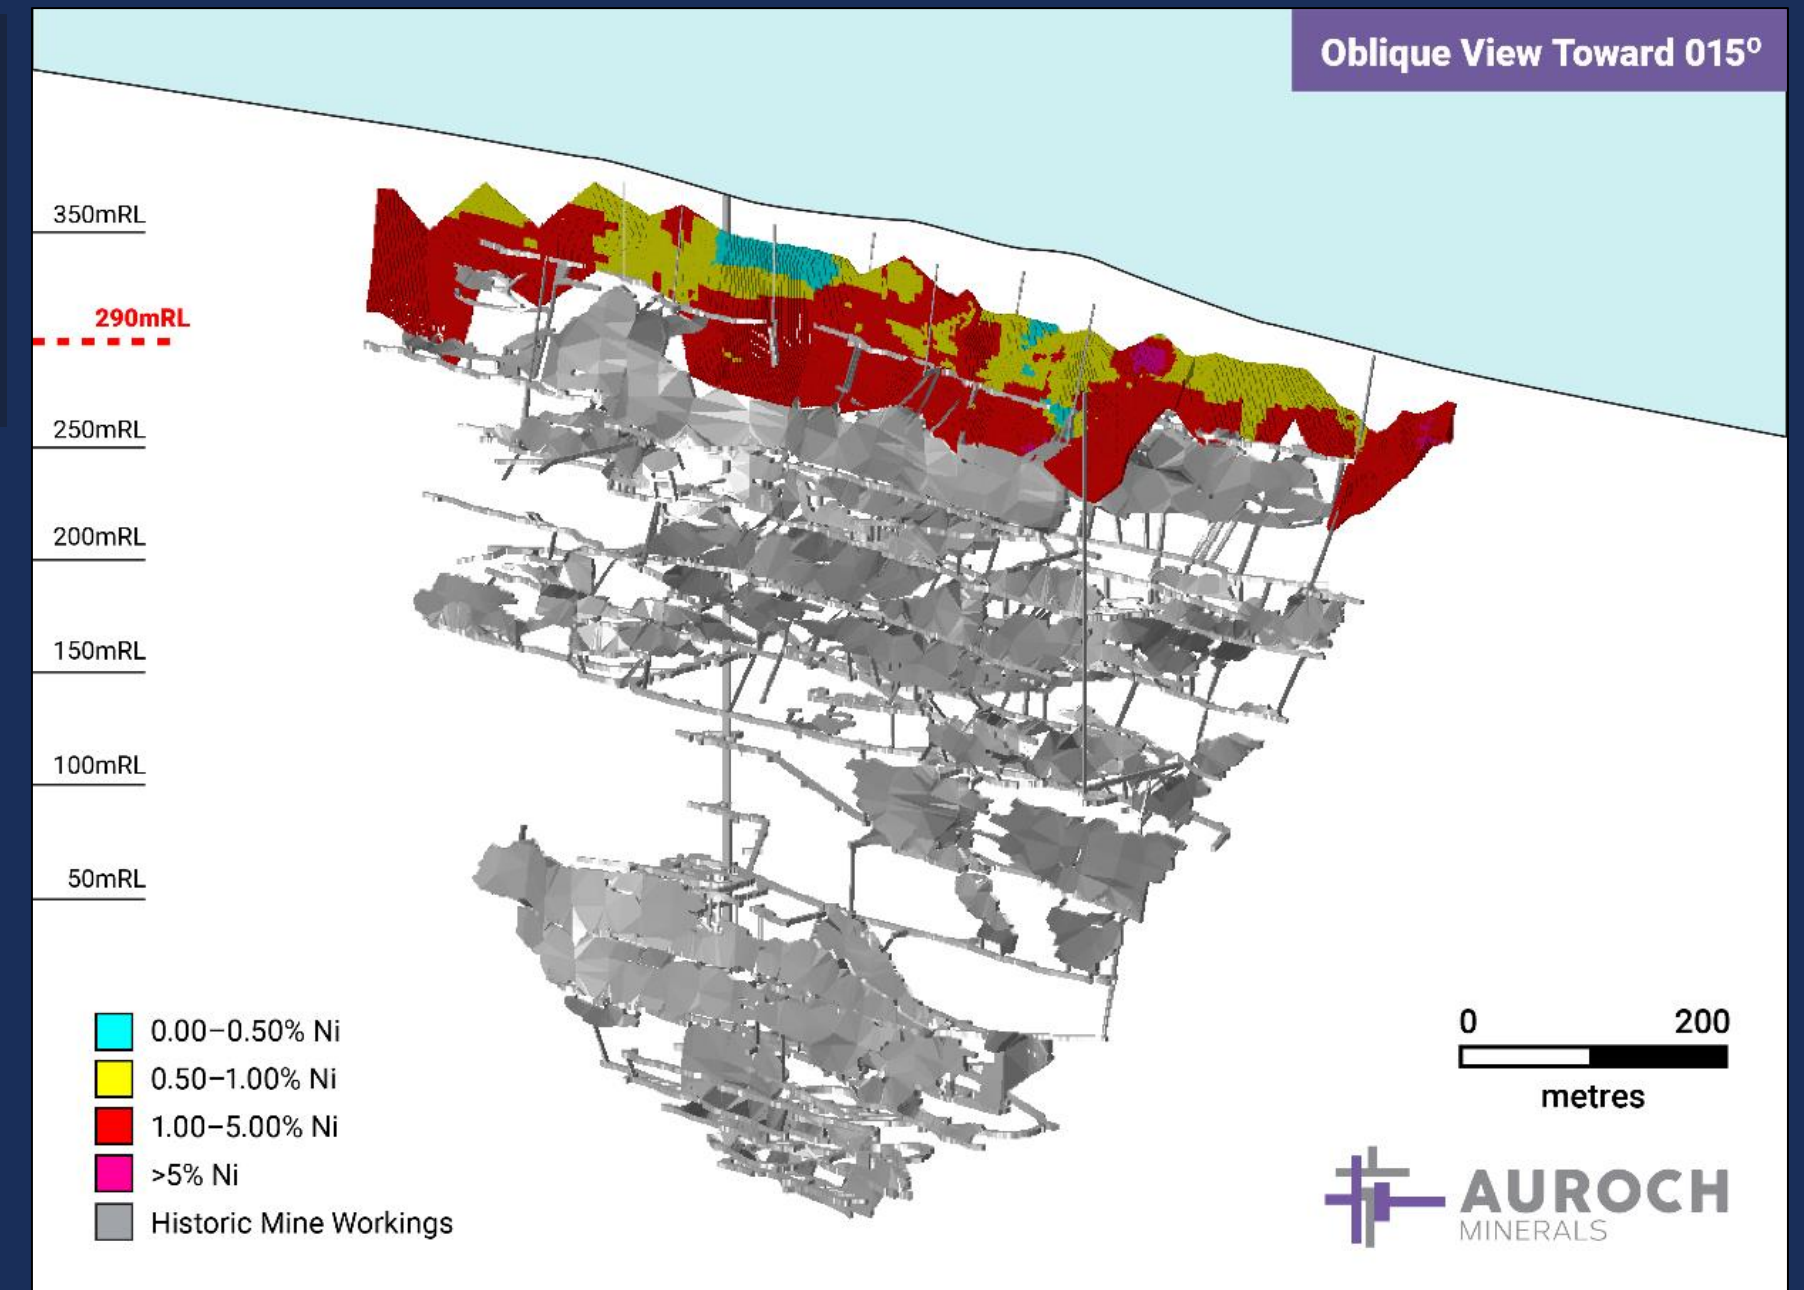 Oblique View Toward 015º
350mRL
290mRL
250mRL
200mRL
150mRL
100mRL
50mRL
0.00–0.50% Ni
0.50–1.00% Ni
1.00–5.00% Ni
>5% Ni
Historic Mine Workings
0 200
metres
AUROCH
MINERALS